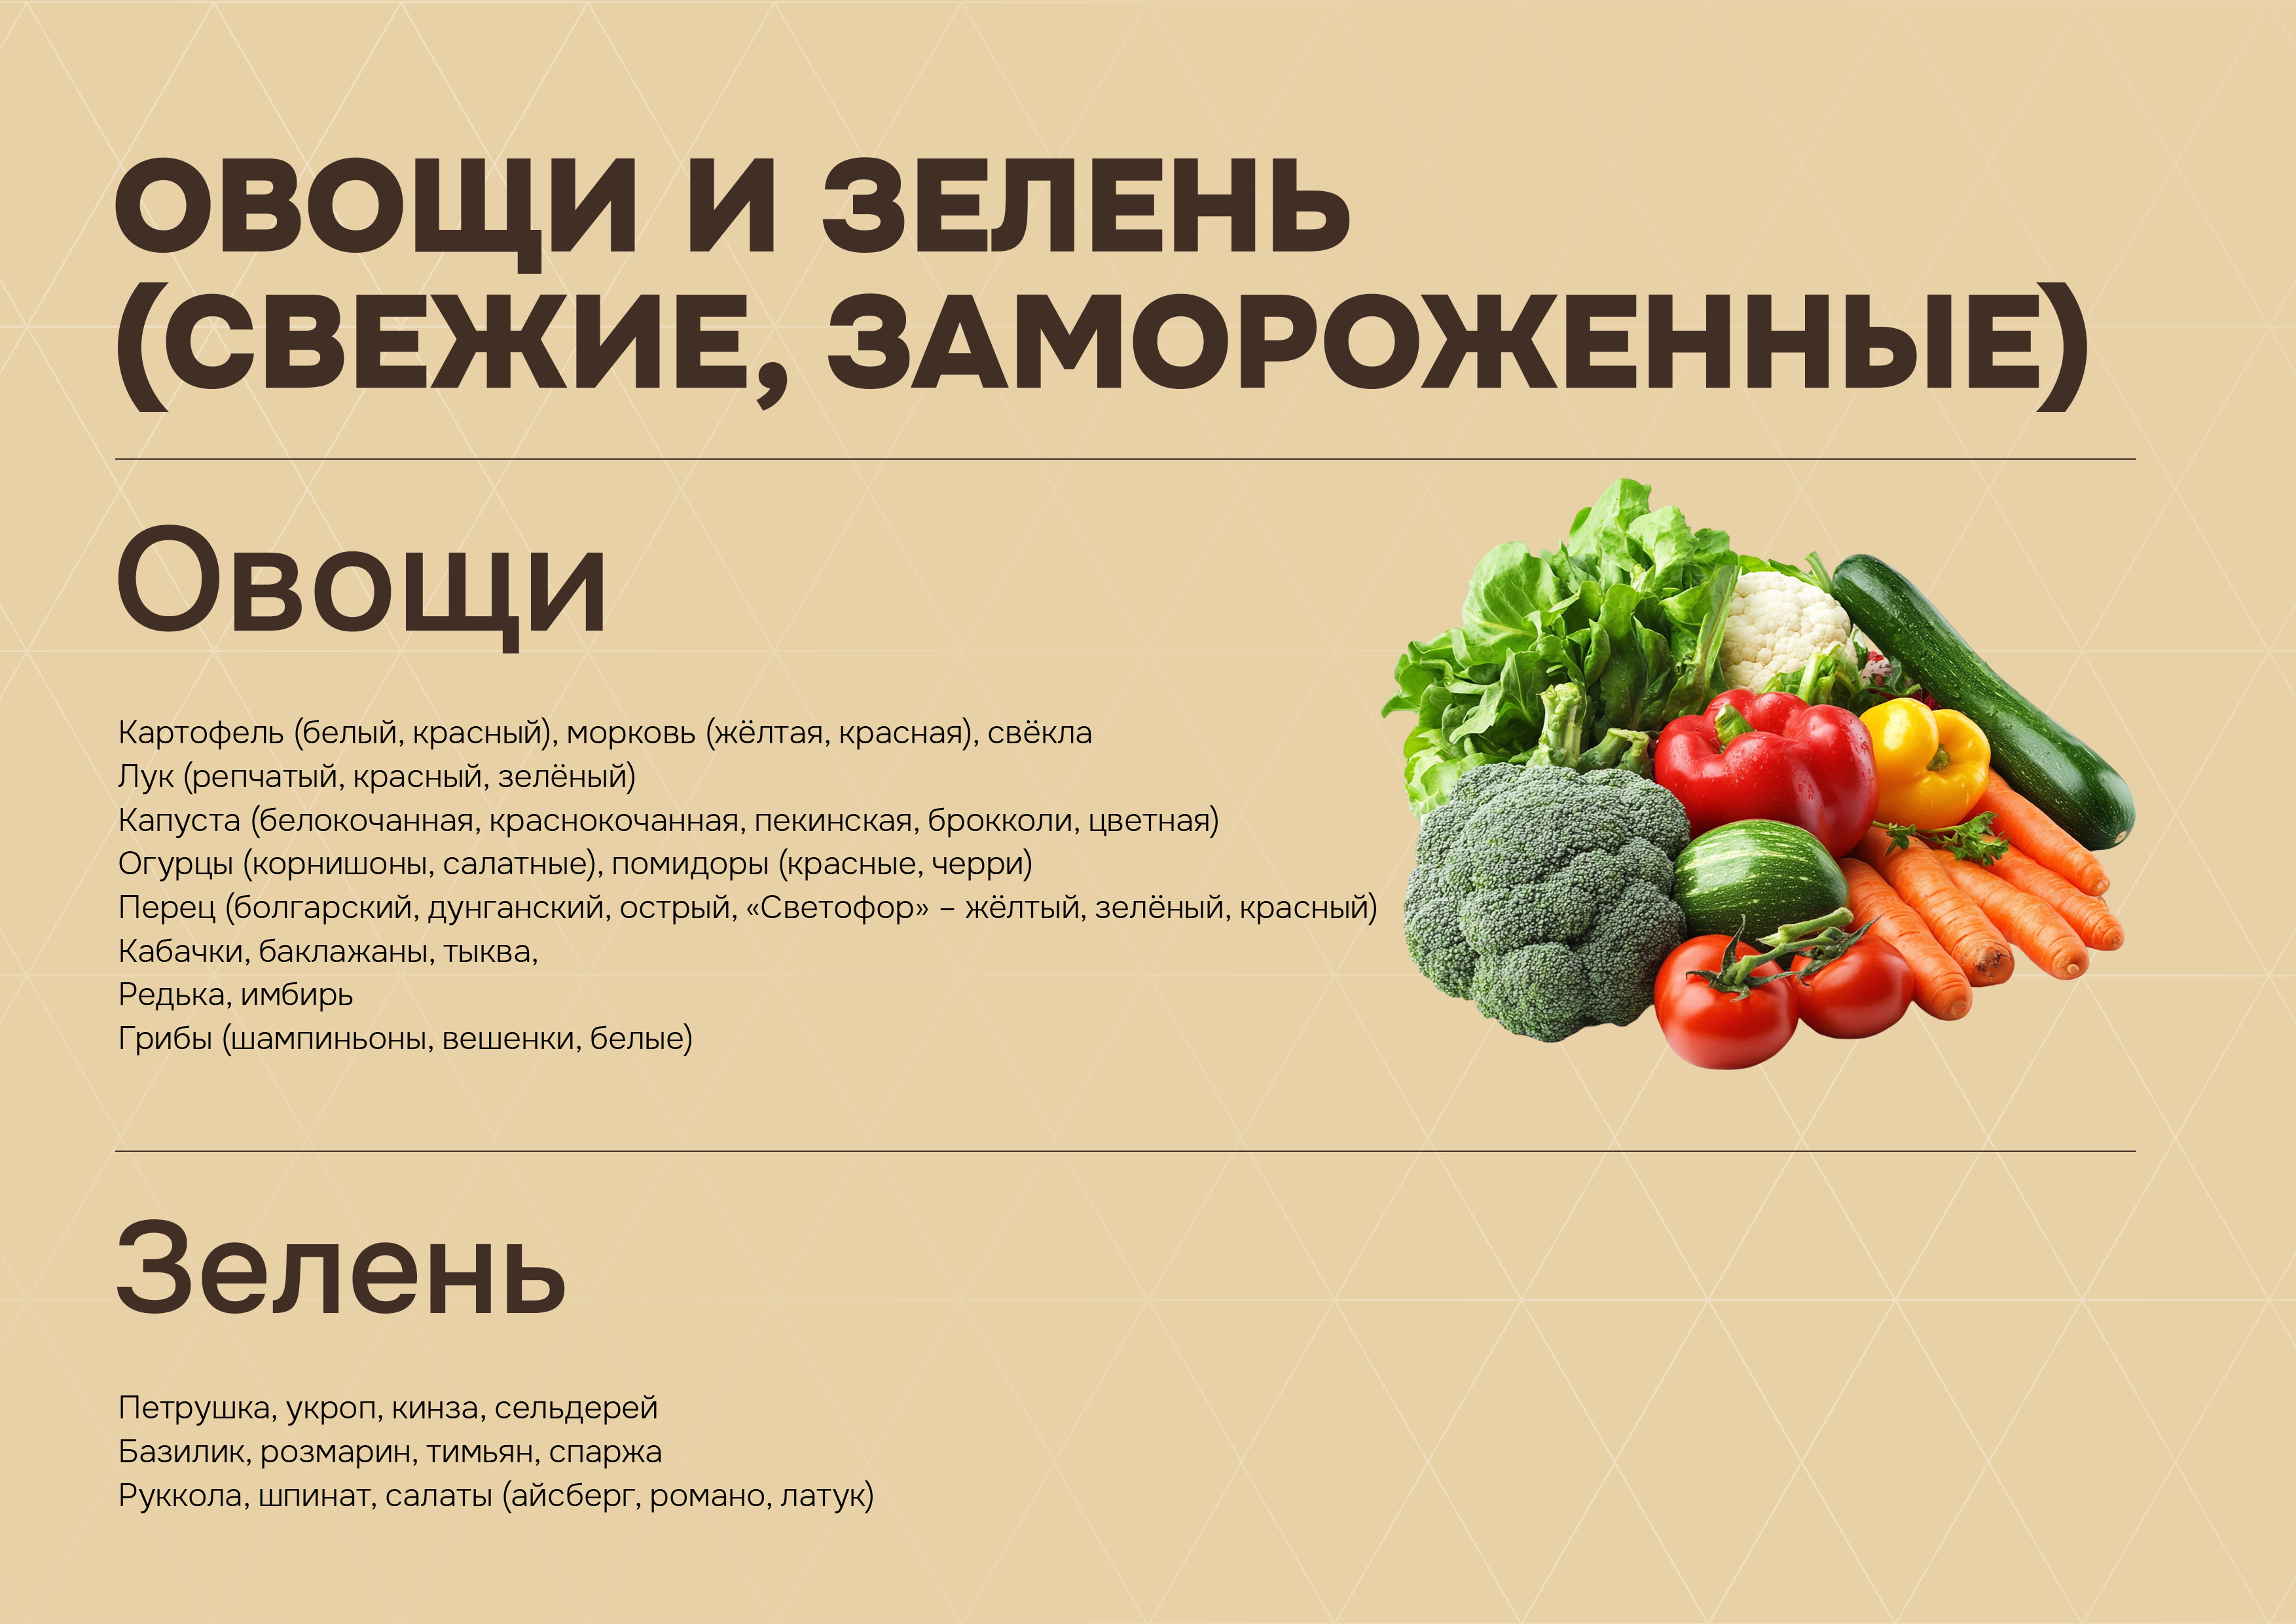 ОВОЩИ И ЗЕЛЕНЬ
(СВЕЖИЕ, ЗАМОРОЖЕННЫЕ)
Овощи
Картофель (белый, красный), морковь (жёлтая, красная), свёкла
Лук (репчатый, красный, зелёный)
Капуста (белокочанная, краснокочанная, пекинская, брокколи, цветная)
Огурцы (корнишоны, салатные), помидоры (красные, черри)
Перец (болгарский, дунганский, острый, «Светофор» – жёлтый, зелёный, красный)
Кабачки, баклажаны, тыква,
Редька, имбирь
Грибы (шампиньоны, вешенки, белые)
Зелень
Петрушка, укроп, кинза, сельдерей
Базилик, розмарин, тимьян, спаржа
Руккола, шпинат, салаты (айсберг, романо, латук)